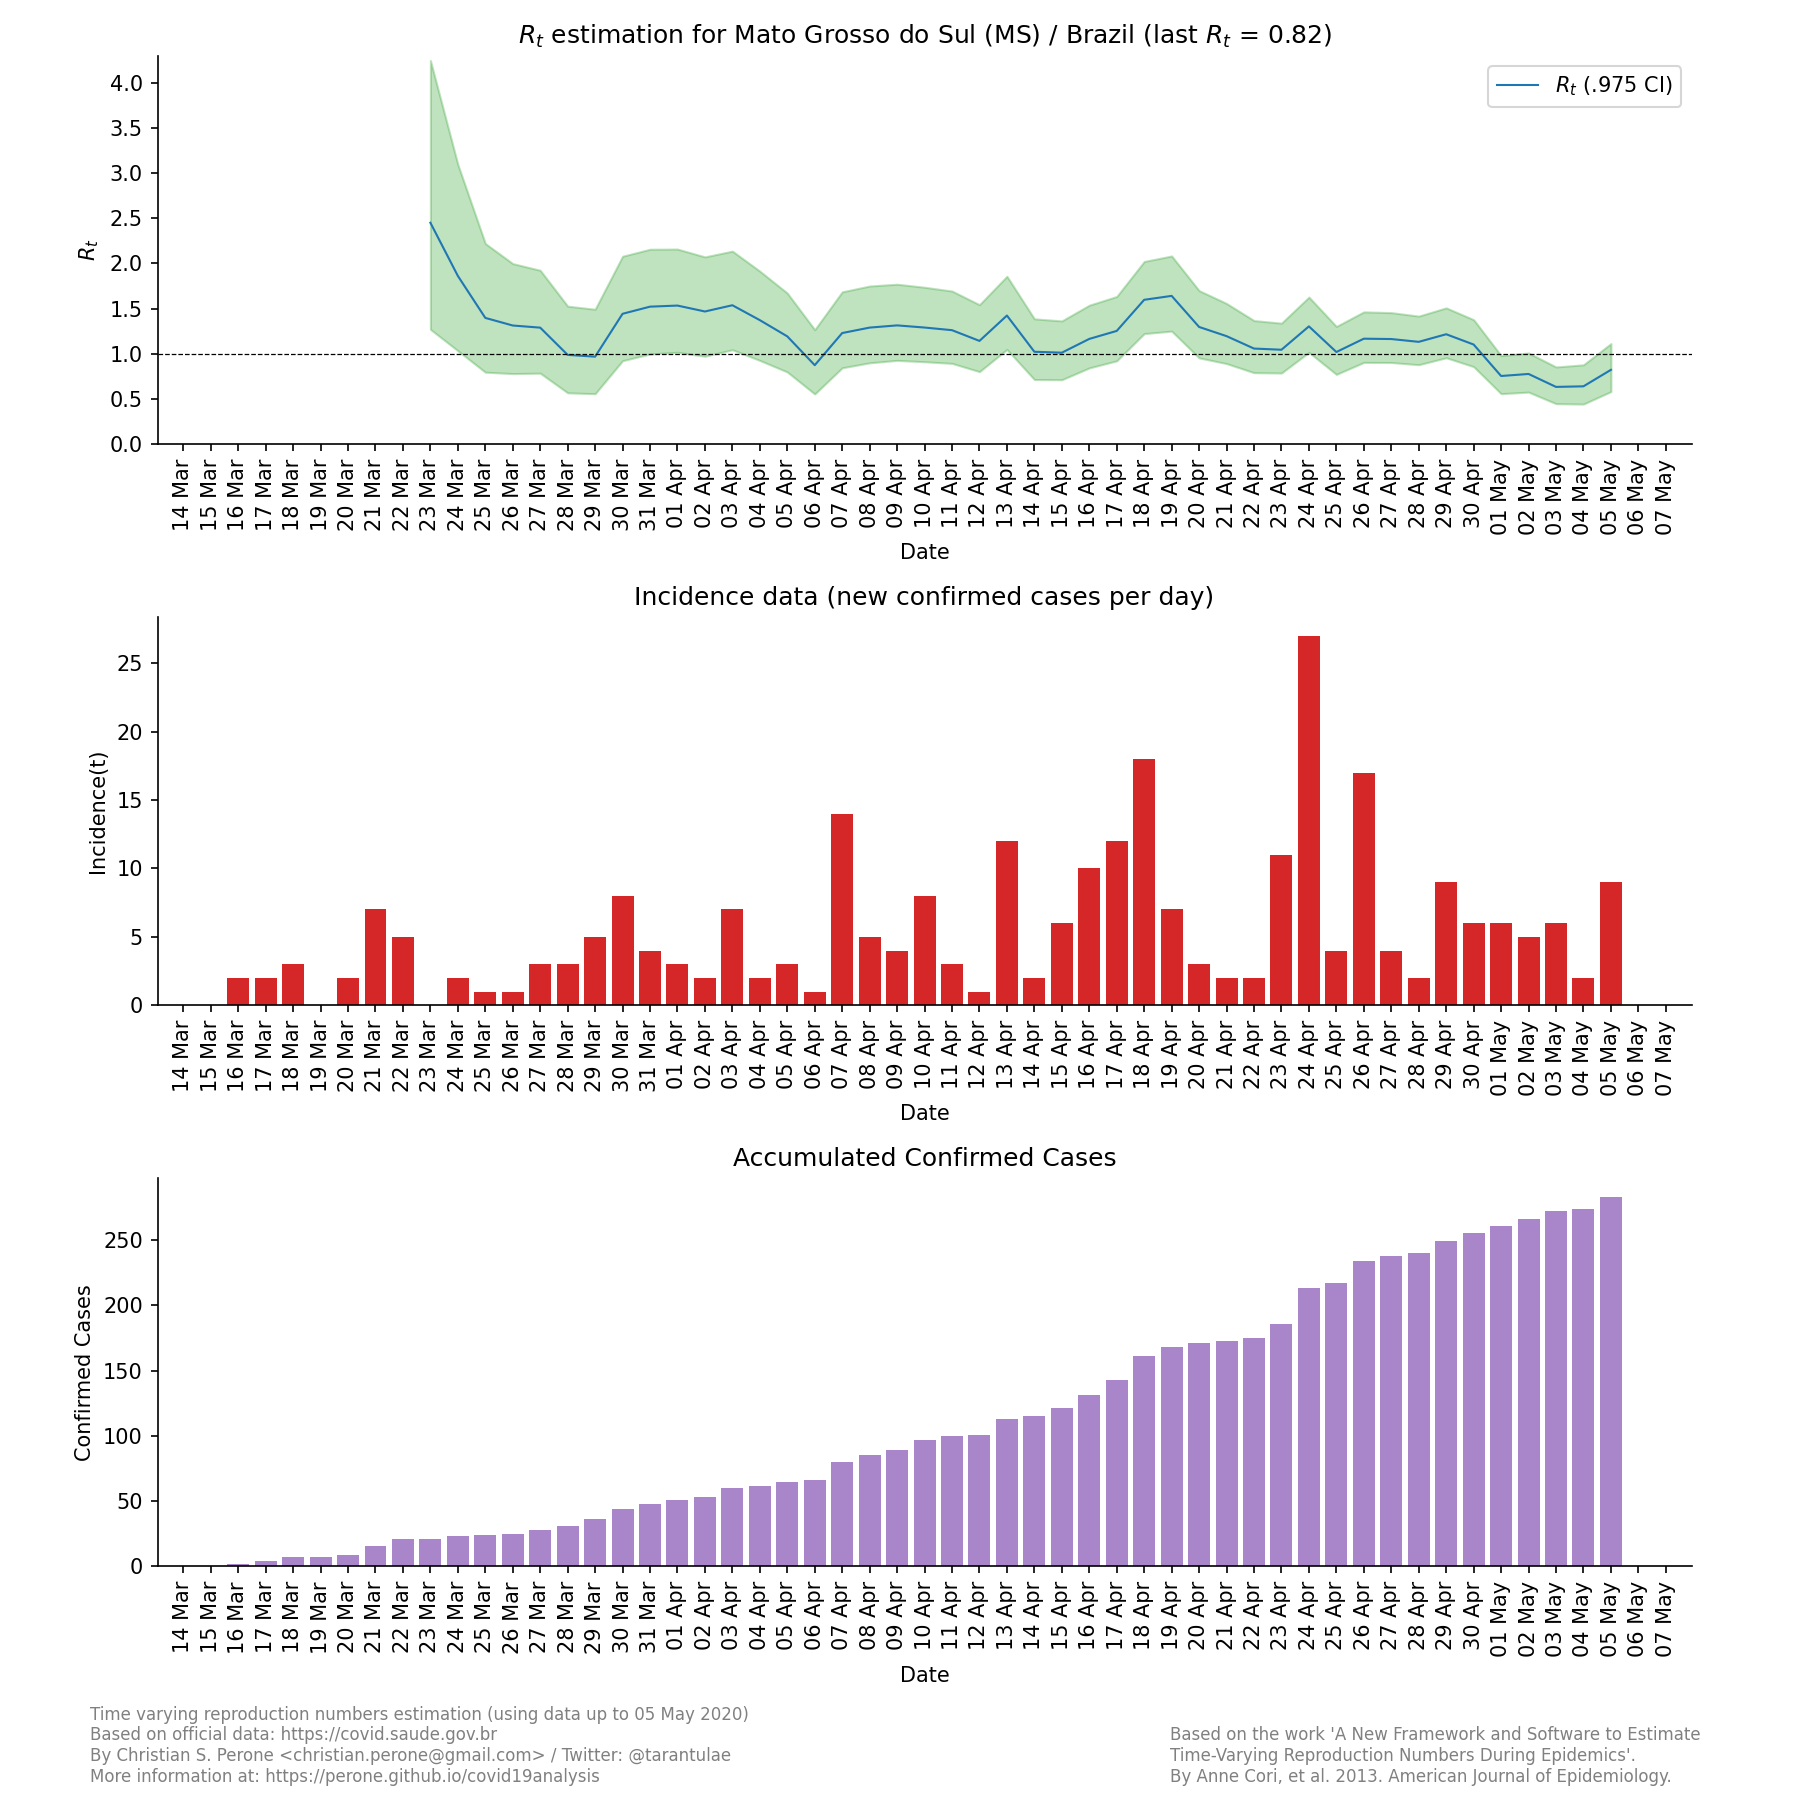 Rt estimation for Mato Grosso do Sul (MS) / Brazil (last Rt = 0.82)
Rt (.975 CI)
Rt
4.0
3.5
3.0
2.5
2.0
1.5
1.0
0.5
0.0
14 Mar 15 Mar 16 Mar 17 Mar 18 Mar 19 Mar 20 Mar 21 Mar 22 Mar 23 Mar 24 Mar 25 Mar 26 Mar 27 Mar 28 Mar 29 Mar 30 Mar 31 Mar 01 Apr 02 Apr 03 Apr 04 Apr 05 Apr 06 Apr 07 Apr 08 Apr 09 Apr 10 Apr 11 Apr 12 Apr 13 Apr 14 Apr 15 Apr 16 Apr 17 Apr 18 Apr 19 Apr 20 Apr 21 Apr 22 Apr 23 Apr 24 Apr 25 Apr 26 Apr 27 Apr 28 Apr 29 Apr 30 Apr 01 May 02 May 03 May 04 May 05 May 06 May 07 May
Date
Incidence data (new confirmed cases per day)
Incidence(t)
25
20
15
10
5
0
14 Mar 15 Mar 16 Mar 17 Mar 18 Mar 19 Mar 20 Mar 21 Mar 22 Mar 23 Mar 24 Mar 25 Mar 26 Mar 27 Mar 28 Mar 29 Mar 30 Mar 31 Mar 01 Apr 02 Apr 03 Apr 04 Apr 05 Apr 06 Apr 07 Apr 08 Apr 09 Apr 10 Apr 11 Apr 12 Apr 13 Apr 14 Apr 15 Apr 16 Apr 17 Apr 18 Apr 19 Apr 20 Apr 21 Apr 22 Apr 23 Apr 24 Apr 25 Apr 26 Apr 27 Apr 28 Apr 29 Apr 30 Apr 01 May 02 May 03 May 04 May 05 May 06 May 07 May
Date
Accumulated Confirmed Cases
Confirmed Cases
250
200
150
100
50
0
14 Mar 15 Mar 16 Mar 17 Mar 18 Mar 19 Mar 20 Mar 21 Mar 22 Mar 23 Mar 24 Mar 25 Mar 26 Mar 27 Mar 28 Mar 29 Mar 30 Mar 31 Mar 01 Apr 02 Apr 03 Apr 04 Apr 05 Apr 06 Apr 07 Apr 08 Apr 09 Apr 10 Apr 11 Apr 12 Apr 13 Apr 14 Apr 15 Apr 16 Apr 17 Apr 18 Apr 19 Apr 20 Apr 21 Apr 22 Apr 23 Apr 24 Apr 25 Apr 26 Apr 27 Apr 28 Apr 29 Apr 30 Apr 01 May 02 May 03 May 04 May 05 May 06 May 07 May
Date
Time varying reproduction numbers estimation (using data up to 05 May 2020)
Based on official data: https://covid.saude.gov.br
By Christian S. Perone <christian.perone@gmail.com> / Twitter: @tarantulae
More information at: https://perone.github.io/covid19analysis
Based on the work 'A New Framework and Software to Estimate
Time-Varying Reproduction Numbers During Epidemics'.
By Anne Cori, et al. 2013. American Journal of Epidemiology.